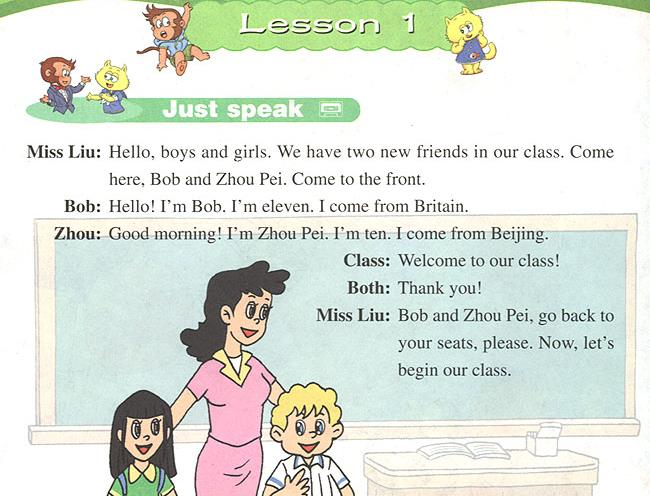 Lesson 1
Just speak
Miss Liu: Hello, boys and girls. We have two new friends in our class. Come
here, Bob and Zhou Pei. Come to the front.
Bob: Hello! I'm Bob. I'm eleven. I come from Britain.
Zhou: Good morning! I'm Zhou Pei. I'm ten. I come from Beijing.
Class: Welcome to our class!
Both: Thank you!
Miss Liu: Bob and Zhou Pei, go back to
your seats, please. Now, let's
begin our class.